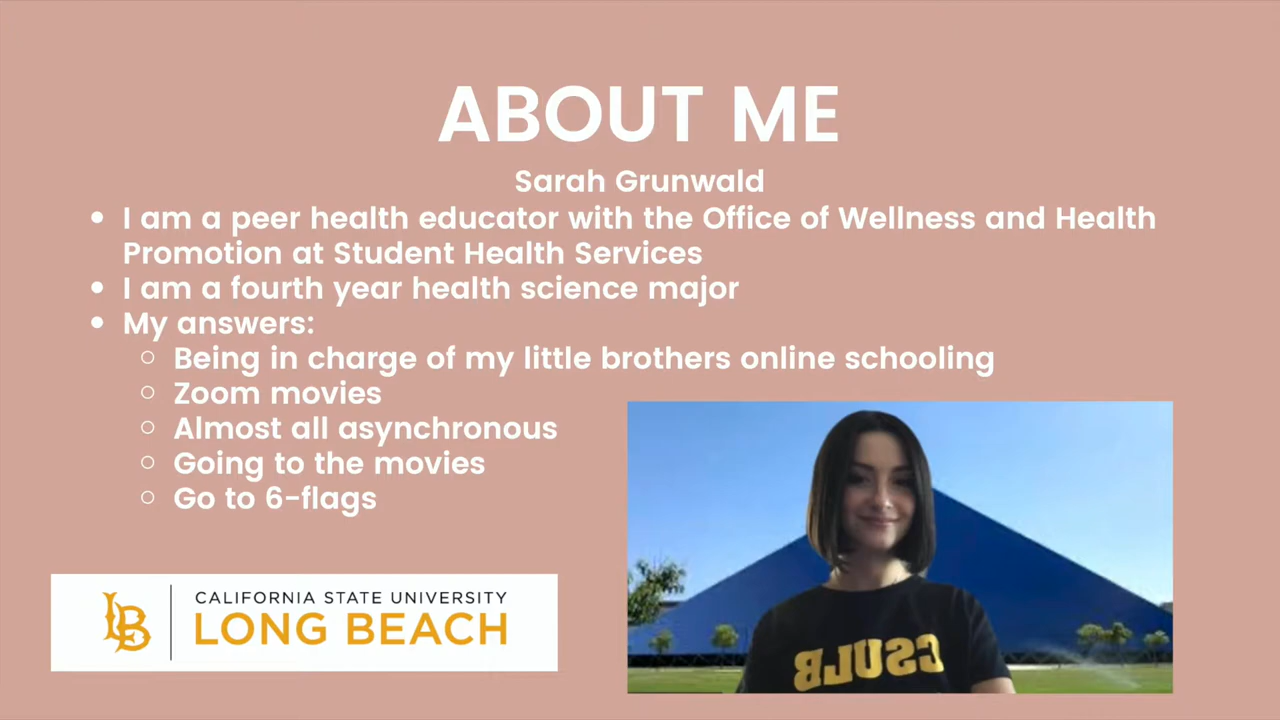 ABOUT ME
Sarah Grunwald
• I am a peer health educator with the Office of Wellness and Health
Promotion at Student Health Services
• I am a fourth year health science major
• My answers:
○ Being in charge of my little brothers online schooling
○ Zoom movies
○ Almost all asynchronous
○ Going to the movies
○ Go to 6-flags
CSULB
LB
CALIFORNIA STATE UNIVERSITY
LONG BEACH